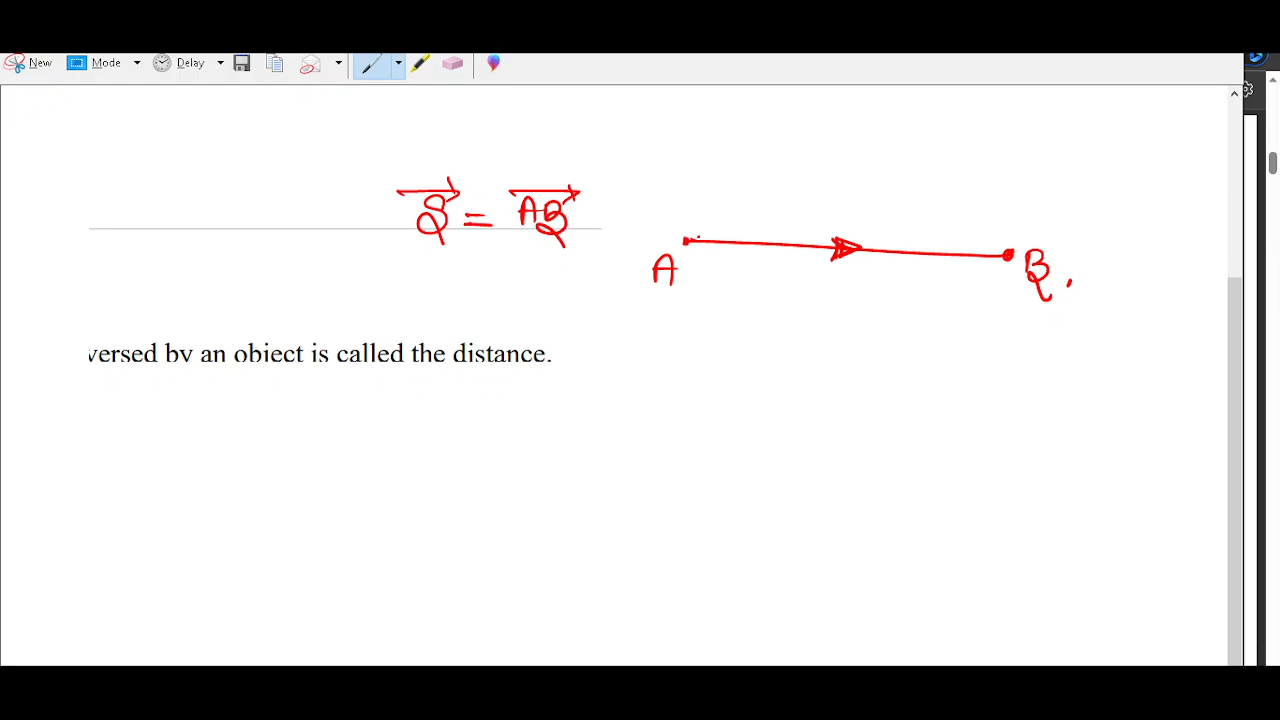 New Mode Delay
S = AB
A B.
versed by an object is called the distance.